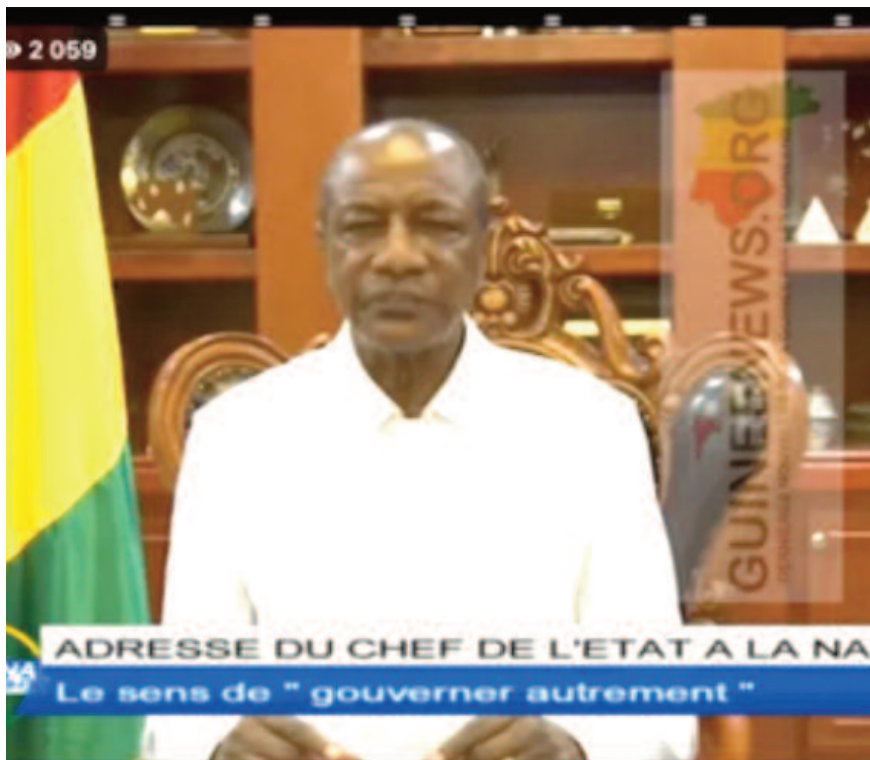 2 059
GUINEENEWS.ORG
ADRESSE DU CHEF DE L'ETAT A LA NA
Le sens de " gouverner autrement "